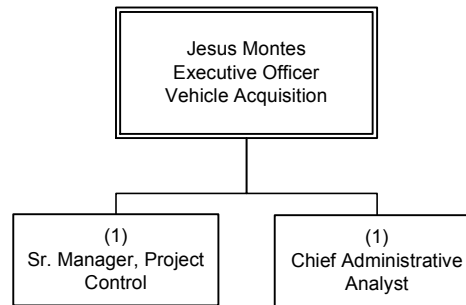 Jesus Montes
Executive Officer
Vehicle Acquisition
(1)
Sr. Manager, Project
Control
(1)
Chief Administrative
Analyst